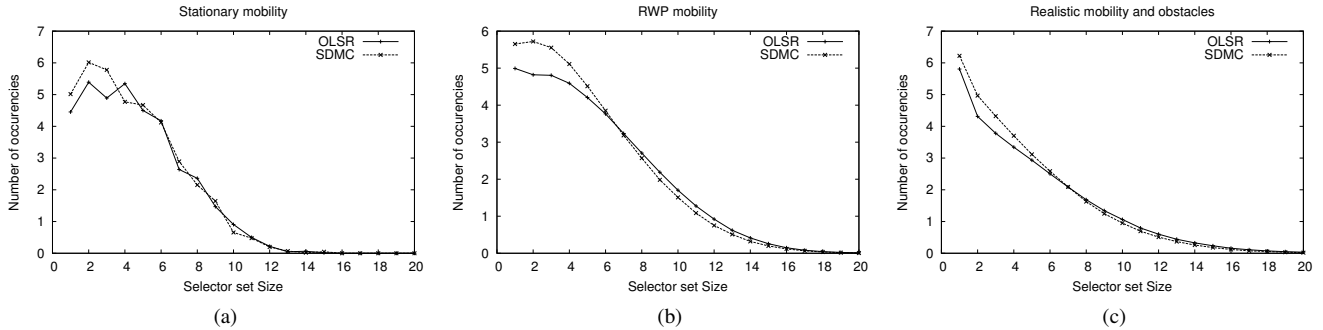 Stationary mobility
Number of occurencies
7
6
5
4
3
2
1
0
OLSR
SDMC
0 2 4 6 8 10 12 14 16 18 20
Selector set Size
(a)
RWP mobility
Number of occurencies
6
5
4
3
2
1
0
OLSR
SDMC
0 2 4 6 8 10 12 14 16 18 20
Selector set Size
(b)
Realistic mobility and obstacles
Number of occurencies
7
6
5
4
3
2
1
0
OLSR
SDMC
0 2 4 6 8 10 12 14 16 18 20
Selector set Size
(c)